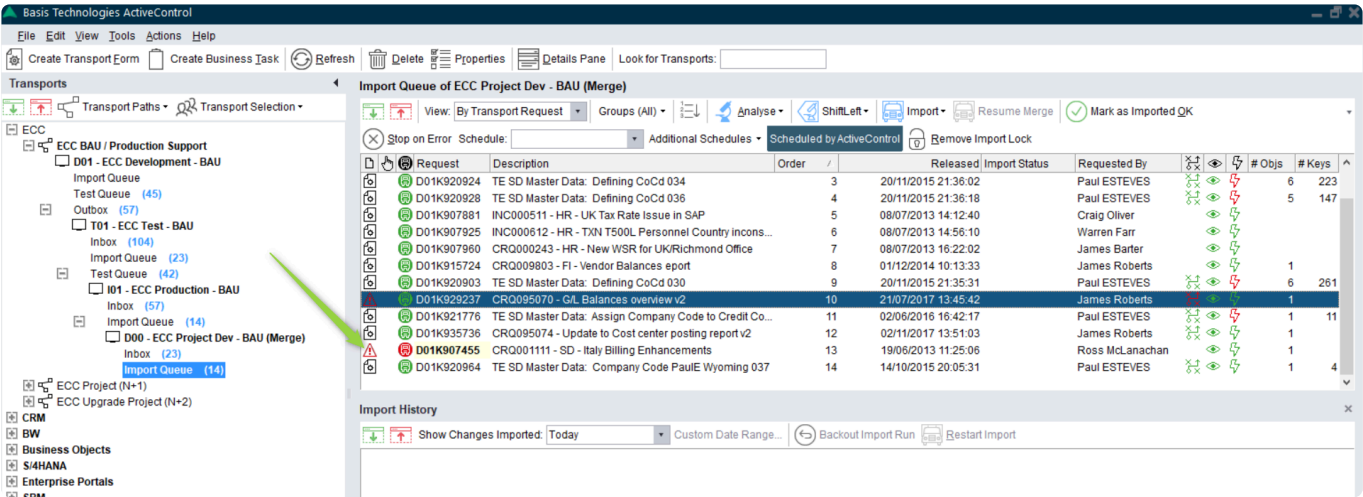 Basis Technologies ActiveControl
File Edit View Tools Actions Help
Create Transport Form Create Business Task Refresh Delete Properties Details Pane Look for Transports:
Transports
Transport Paths Transport Selection
ECC
ECC BAU / Production Support
D01 - ECC Development - BAU
Import Queue
Test Queue (45)
Outbox (57)
T01 - ECC Test - BAU
Inbox (104)
Import Queue (23)
Test Queue (42)
I01 - ECC Production - BAU
Inbox (57)
Import Queue (14)
D00 - ECC Project Dev - BAU (Merge)
Inbox (23)
Import Queue (14)
ECC Project (N+1)
ECC Upgrade Project (N+2)
CRM
BW
Business Objects
S/4HANA
Enterprise Portals
SRM
Import Queue of ECC Project Dev - BAU (Merge)
View: By Transport Request Groups (All) Analyse ShiftLeft Import Resume Merge Mark as Imported OK
Stop on Error Schedule: Additional Schedules Scheduled by ActiveControl Remove Import Lock
Request Description Order / Released Import Status Requested By # Objs # Keys
D01K920924 TE SD Master Data: Defining CoCd 034 3 20/11/2015 21:36:02 Paul ESTEVES 6 223
D01K920928 TE SD Master Data: Defining CoCd 036 4 20/11/2015 21:36:18 Paul ESTEVES 5 147
D01K907881 INC000511 - HR - UK Tax Rate Issue in SAP 5 08/07/2013 14:12:40 Craig Oliver
D01K907925 INC000612 - HR - TXN T500L Personnel Country incons... 6 08/07/2013 14:56:10 Warren Farr
D01K907960 CRQ000243 - HR - New WSR for UK/Richmond Office 7 08/07/2013 16:22:02 James Barter
D01K915724 CRQ009803 - FI - Vendor Balances eport 8 01/12/2014 10:13:33 James Roberts 1
D01K920903 TE SD Master Data: Defining CoCd 030 9 20/11/2015 21:35:31 Paul ESTEVES 6 261
D01K929237 CRQ095070 - G/L Balances overview v2 10 21/07/2017 13:45:42 James Roberts 1
D01K921776 TE SD Master Data: Assign Company Code to Credit Co... 11 02/06/2016 16:42:17 Paul ESTEVES 1 11
D01K935736 CRQ095074 - Update to Cost center posting report v2 12 02/11/2017 13:51:03 James Roberts 1
D01K907455 CRQ001111 - SD - Italy Billing Enhancements 13 19/06/2013 11:25:06 Ross McLanachan 1
D01K920964 TE SD Master Data: Company Code PaulE Wyoming 037 14 14/10/2015 20:05:31 Paul ESTEVES 1 4
Import History
Show Changes Imported: Today Custom Date Range... Backout Import Run Restart Import